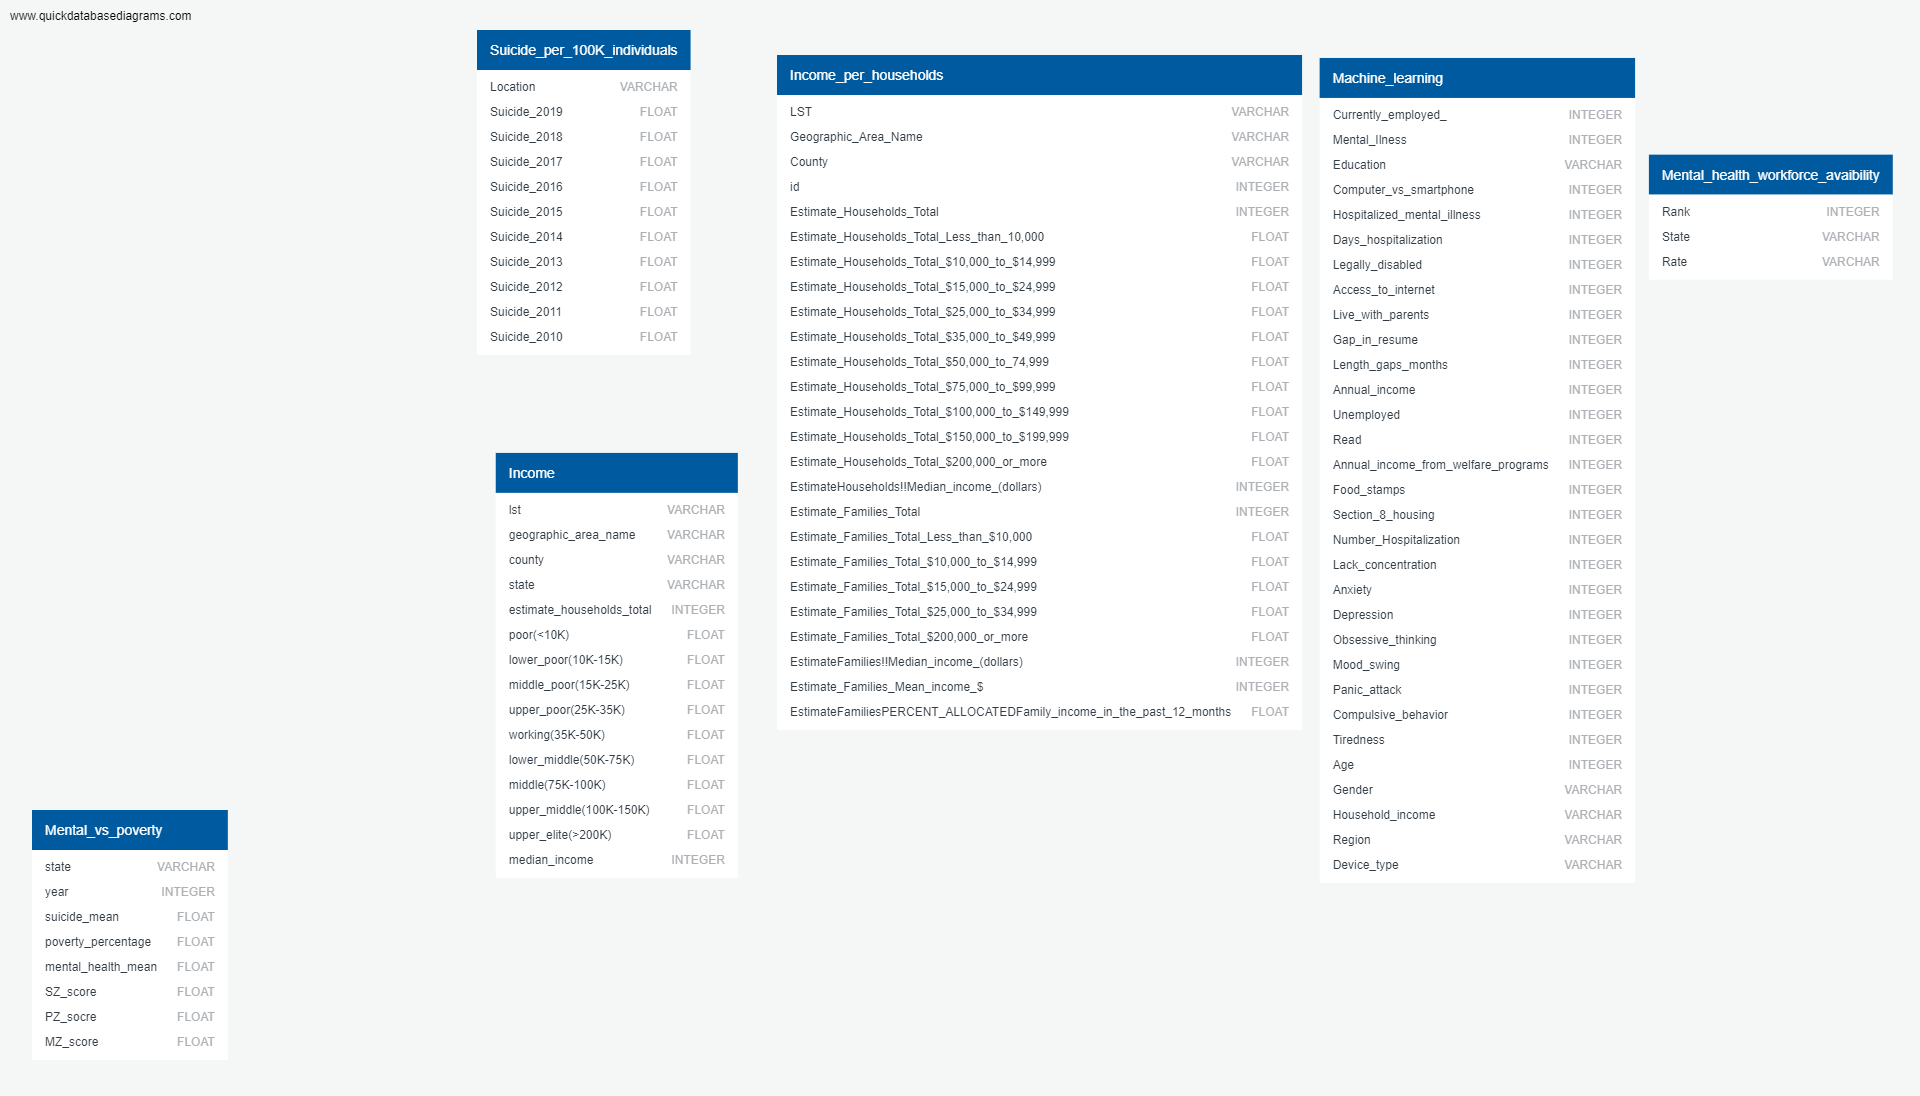 www.quickdatabasediagrams.com
Suicide_per_100K_individuals
Location VARCHAR
Suicide_2019 FLOAT
Suicide_2018 FLOAT
Suicide_2017 FLOAT
Suicide_2016 FLOAT
Suicide_2015 FLOAT
Suicide_2014 FLOAT
Suicide_2013 FLOAT
Suicide_2012 FLOAT
Suicide_2011 FLOAT
Suicide_2010 FLOAT
Income_per_households
LST VARCHAR
Geographic_Area_Name VARCHAR
County VARCHAR
id INTEGER
Estimate_Households_Total INTEGER
Estimate_Households_Total_Less_than_10,000 FLOAT
Estimate_Households_Total_$10,000_to_$14,999 FLOAT
Estimate_Households_Total_$15,000_to_$24,999 FLOAT
Estimate_Households_Total_$25,000_to_$34,999 FLOAT
Estimate_Households_Total_$35,000_to_$49,999 FLOAT
Estimate_Households_Total_$50,000_to_74,999 FLOAT
Estimate_Households_Total_$75,000_to_$99,999 FLOAT
Estimate_Households_Total_$100,000_to_$149,999 FLOAT
Estimate_Households_Total_$150,000_to_$199,999 FLOAT
Estimate_Households_Total_$200,000_or_more FLOAT
EstimateHouseholds!!Median_income_(dollars) INTEGER
Estimate_Families_Total INTEGER
Estimate_Families_Total_Less_than_$10,000 FLOAT
Estimate_Families_Total_$10,000_to_$14,999 FLOAT
Estimate_Families_Total_$15,000_to_$24,999 FLOAT
Estimate_Families_Total_$25,000_to_$34,999 FLOAT
Estimate_Families_Total_$200,000_or_more FLOAT
EstimateFamilies!!Median_income_(dollars) INTEGER
Estimate_Families_Mean_income_$ INTEGER
EstimateFamiliesPERCENT_ALLOCATEDFamily_income_in_the_past_12_months FLOAT
Machine_learning
Currently_employed_ INTEGER
Mental_Ilness INTEGER
Education VARCHAR
Computer_vs_smartphone INTEGER
Hospitalized_mental_illness INTEGER
Days_hospitalization INTEGER
Legally_disabled INTEGER
Access_to_internet INTEGER
Live_with_parents INTEGER
Gap_in_resume INTEGER
Length_gaps_months INTEGER
Annual_income INTEGER
Unemployed INTEGER
Read INTEGER
Annual_income_from_welfare_programs INTEGER
Food_stamps INTEGER
Section_8_housing INTEGER
Number_Hospitalization INTEGER
Lack_concentration INTEGER
Anxiety INTEGER
Depression INTEGER
Obsessive_thinking INTEGER
Mood_swing INTEGER
Panic_attack INTEGER
Compulsive_behavior INTEGER
Tiredness INTEGER
Age INTEGER
Gender VARCHAR
Household_income VARCHAR
Region VARCHAR
Device_type VARCHAR
Mental_health_workforce_avaibility
Rank INTEGER
State VARCHAR
Rate VARCHAR
Income
lst VARCHAR
geographic_area_name VARCHAR
county VARCHAR
state VARCHAR
estimate_households_total INTEGER
poor(<10K) FLOAT
lower_poor(10K-15K) FLOAT
middle_poor(15K-25K) FLOAT
upper_poor(25K-35K) FLOAT
working(35K-50K) FLOAT
lower_middle(50K-75K) FLOAT
middle(75K-100K) FLOAT
upper_middle(100K-150K) FLOAT
upper_elite(>200K) FLOAT
median_income INTEGER
Mental_vs_poverty
state VARCHAR
year INTEGER
suicide_mean FLOAT
poverty_percentage FLOAT
mental_health_mean FLOAT
SZ_score FLOAT
PZ_socre FLOAT
MZ_score FLOAT